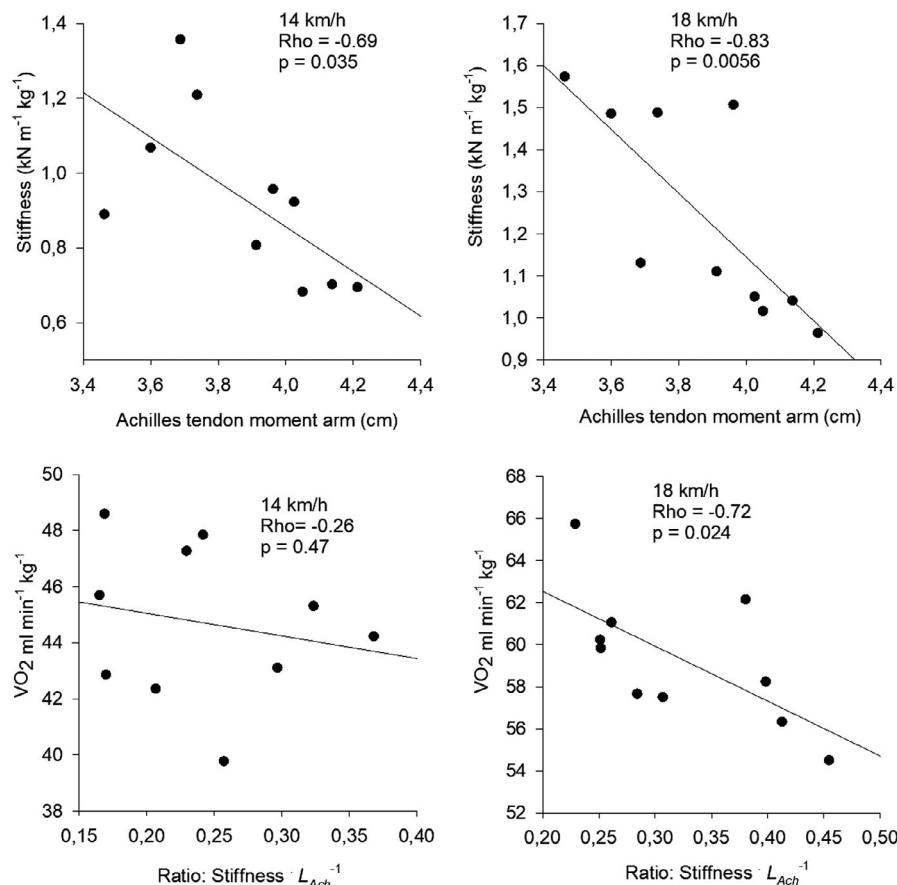 14 km/h
Rho = -0.69
p = 0.035
1,4
1,2
1,0
0,8
0,6
Stiffness (kN m⁻¹ kg⁻¹)
3,4 3,6 3,8 4,0 4,2 4,4
Achilles tendon moment arm (cm)
18 km/h
Rho = -0.83
p = 0.0056
1,7
1,6
1,5
1,4
1,3
1,2
1,1
1,0
0,9
Stiffness (kN m⁻¹ kg⁻¹)
3,4 3,6 3,8 4,0 4,2 4,4
Achilles tendon moment arm (cm)
14 km/h
Rho= -0.26
p = 0.47
50
48
46
44
42
40
38
VO₂ ml min⁻¹ kg⁻¹
0,15 0,20 0,25 0,30 0,35 0,40
Ratio: Stiffness · L_Ach⁻¹
18 km/h
Rho = -0.72
p = 0.024
68
66
64
62
60
58
56
54
52
VO₂ ml min⁻¹ kg⁻¹
0,20 0,25 0,30 0,35 0,40 0,45 0,50
Ratio: Stiffness · L_Ach⁻¹